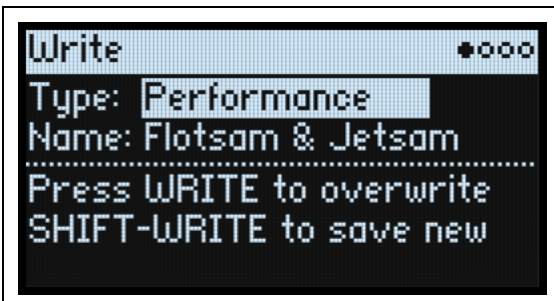 Write
Type: Performance
Name: Flotsam & Jetsam
Press WRITE to overwrite
SHIFT-WRITE to save new